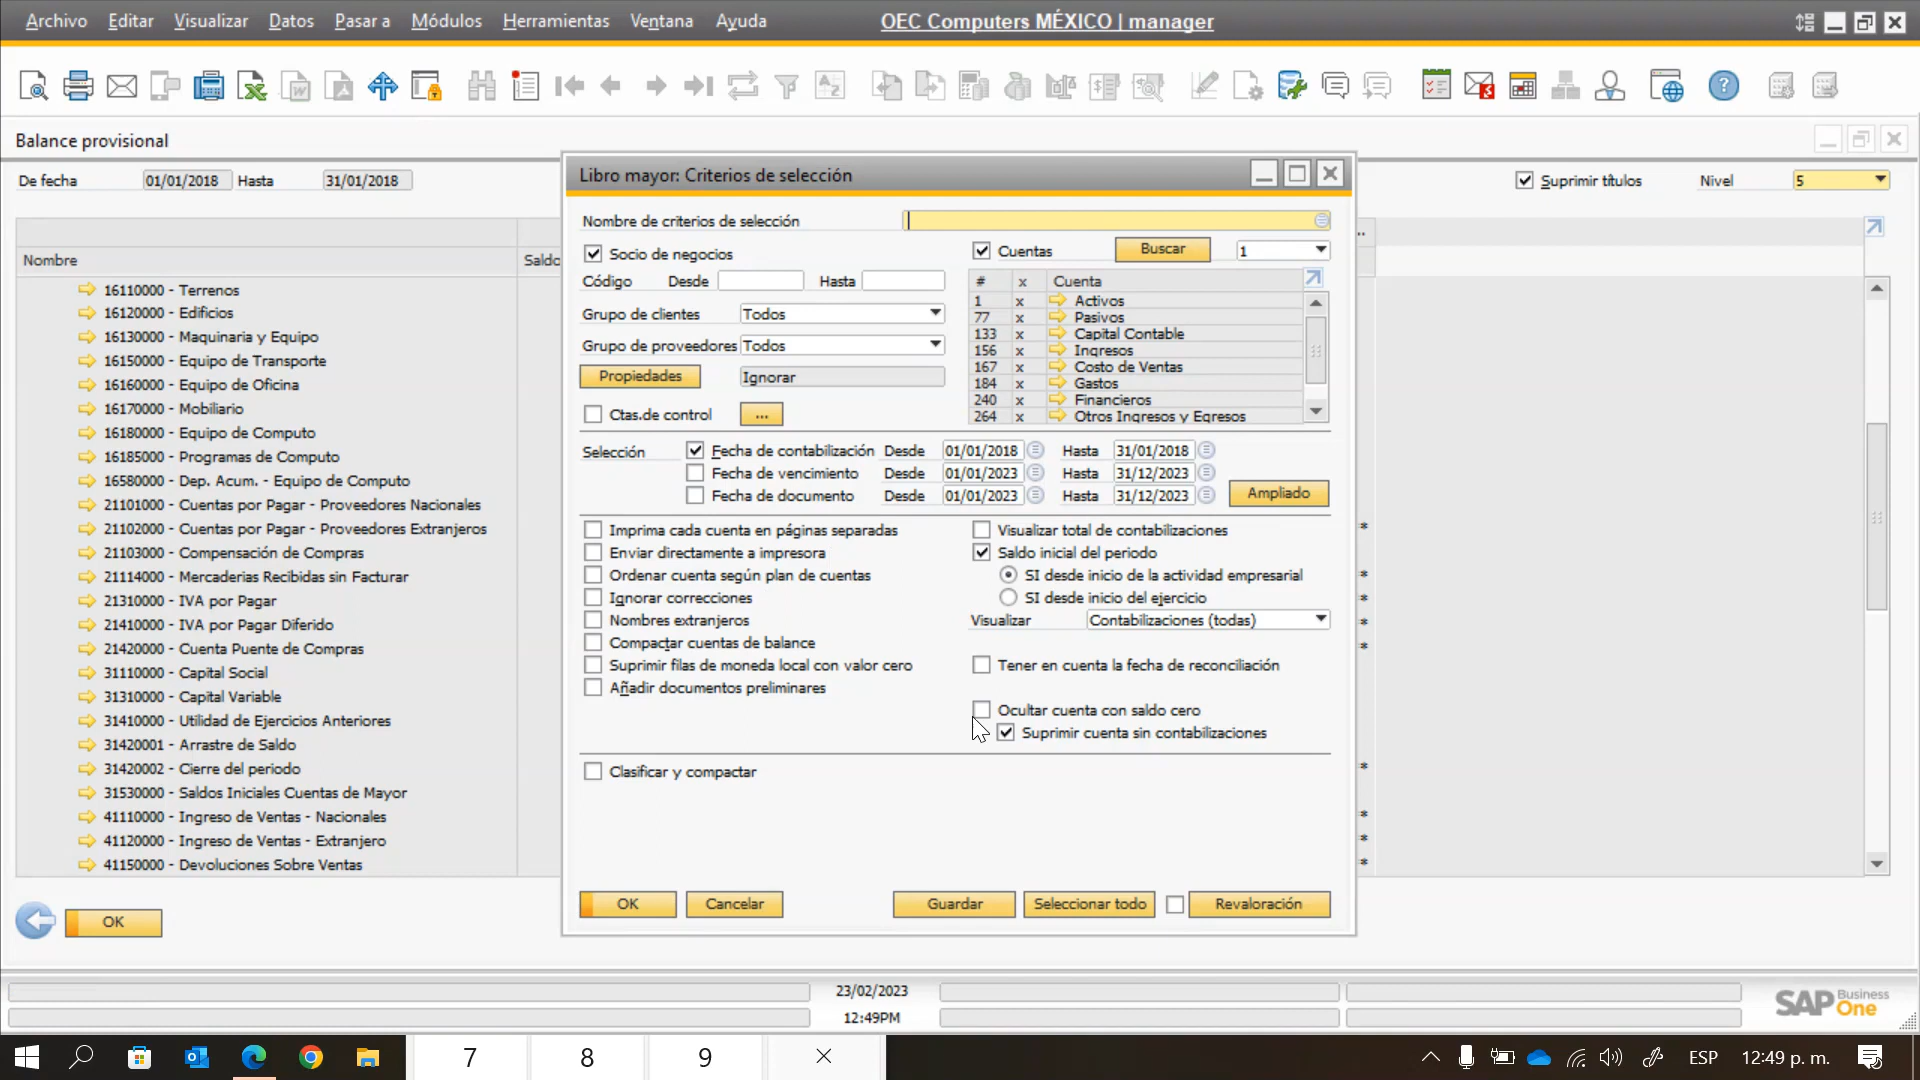 Archivo Editar Visualizar Datos Pasar a Módulos Herramientas Ventana Ayuda OEC Computers MÉXICO | manager
Balance provisional
De fecha 01/01/2018 Hasta 31/01/2018
Suprimir títulos Nivel 5
Nombre Saldo
16110000 - Terrenos
16120000 - Edificios
16130000 - Maquinaria y Equipo
16150000 - Equipo de Transporte
16160000 - Equipo de Oficina
16170000 - Mobiliario
16180000 - Equipo de Computo
16185000 - Programas de Computo
16580000 - Dep. Acum. - Equipo de Computo
21101000 - Cuentas por Pagar - Proveedores Nacionales
21102000 - Cuentas por Pagar - Proveedores Extranjeros
21103000 - Compensación de Compras
21114000 - Mercaderias Recibidas sin Facturar
21310000 - IVA por Pagar
21410000 - IVA por Pagar Diferido
21420000 - Cuenta Puente de Compras
31110000 - Capital Social
31310000 - Capital Variable
31410000 - Utilidad de Ejercicios Anteriores
31420001 - Arrastre de Saldo
31420002 - Cierre del periodo
31530000 - Saldos Iniciales Cuentas de Mayor
41110000 - Ingreso de Ventas - Nacionales
41120000 - Ingreso de Ventas - Extranjero
41150000 - Devoluciones Sobre Ventas
OK
Libro mayor: Criterios de selección
Nombre de criterios de selección
Socio de negocios
Código Desde Hasta
Grupo de clientes Todos
Grupo de proveedores Todos
Propiedades Ignorar
Ctas.de control ...
Cuentas Buscar 1
# x Cuenta
1 x Activos
77 x Pasivos
133 x Capital Contable
156 x Ingresos
167 x Costo de Ventas
184 x Gastos
240 x Financieros
264 x Otros Ingresos y Egresos
Selección Fecha de contabilización Desde 01/01/2018 Hasta 31/01/2018
Fecha de vencimiento Desde 01/01/2023 Hasta 31/12/2023
Fecha de documento Desde 01/01/2023 Hasta 31/12/2023 Ampliado
Imprima cada cuenta en páginas separadas
Enviar directamente a impresora
Ordenar cuenta según plan de cuentas
Ignorar correcciones
Nombres extranjeros
Compactar cuentas de balance
Suprimir filas de moneda local con valor cero
Añadir documentos preliminares
Visualizar total de contabilizaciones
Saldo inicial del periodo
SI desde inicio de la actividad empresarial
SI desde inicio del ejercicio
Visualizar Contabilizaciones (todas)
Tener en cuenta la fecha de reconciliación
Ocultar cuenta con saldo cero
Suprimir cuenta sin contabilizaciones
Clasificar y compactar
OK Cancelar Guardar Seleccionar todo Revaloración
23/02/2023
12:49PM
SAP Business One
7 8 9
ESP 12:49 p. m.